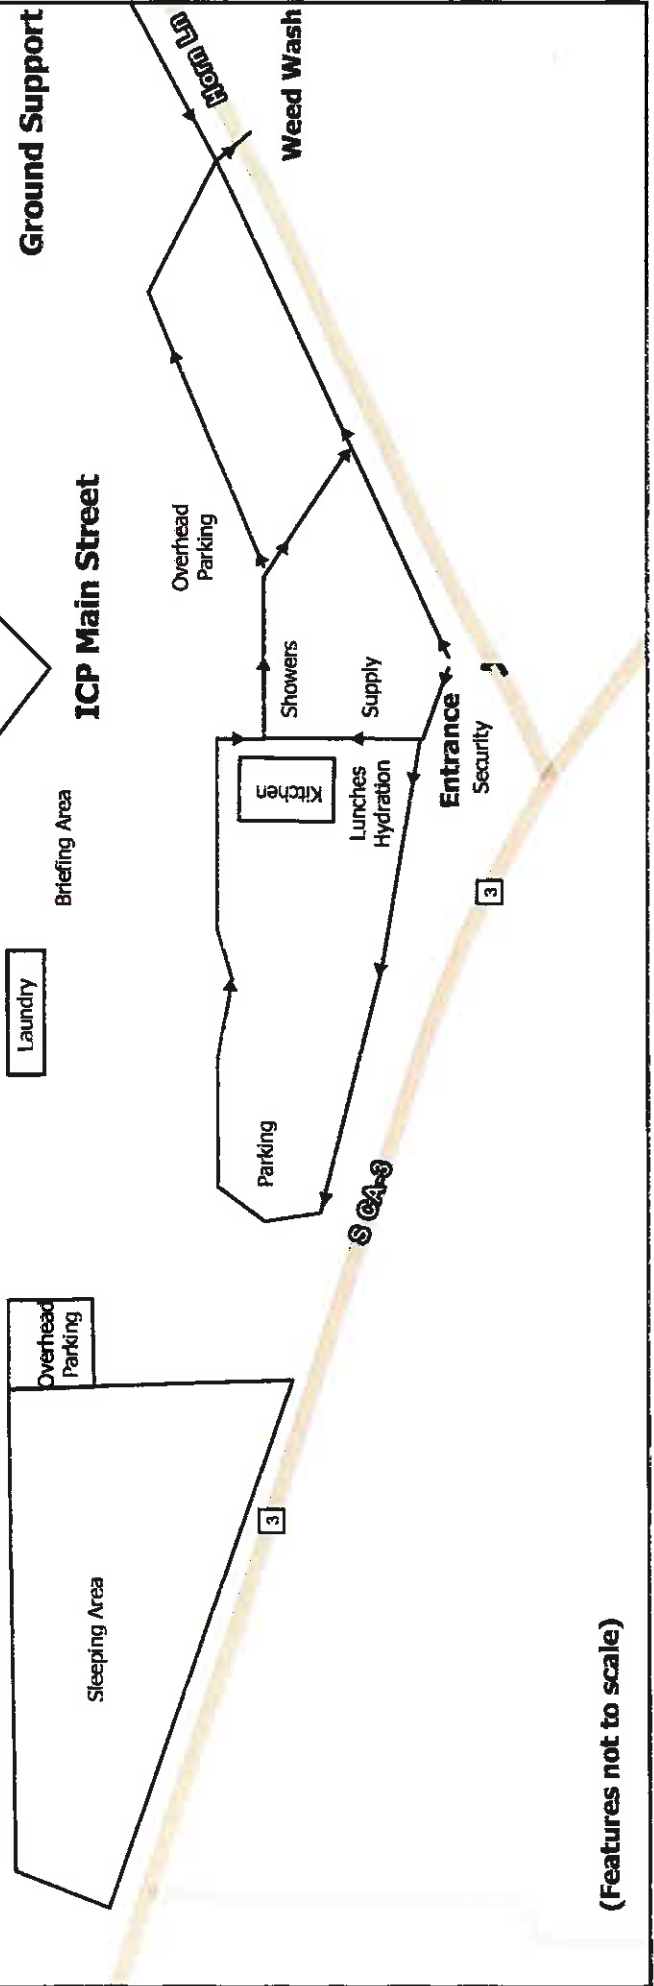 Ground Support
Horn Ln
Weed Wash
ICP Main Street
Overhead
Parking
Showers
Supply
Briefing Area
Kitchen
Lunches
Hydration
Entrance
Security
Laundry
3
Parking
S CA-3
Overhead
Parking
3
Sleeping Area
(Features not to scale)